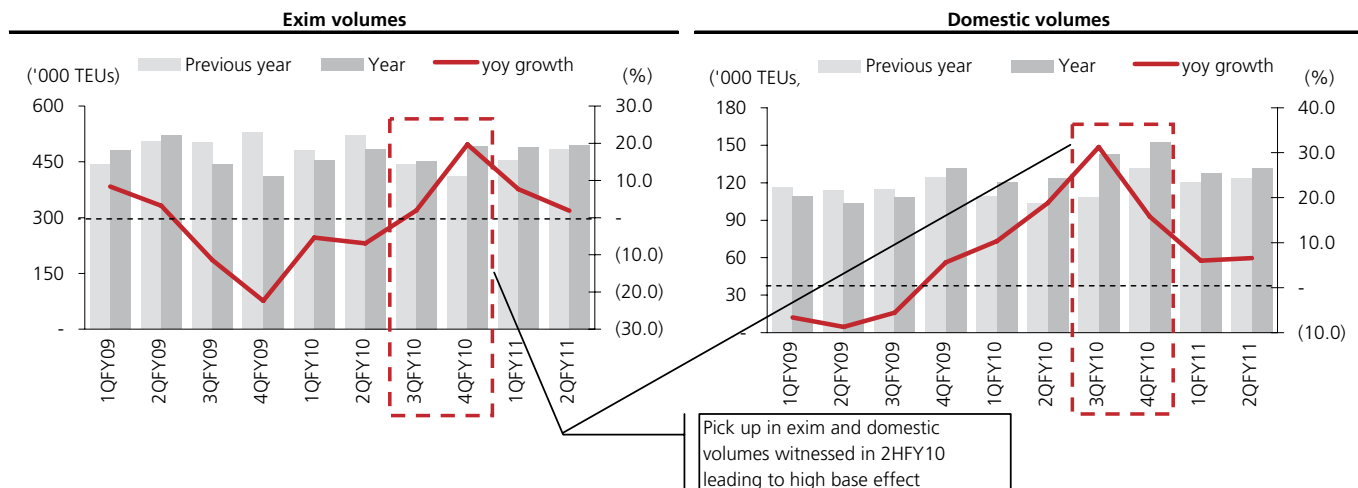 Exim volumes
('000 TEUs)
Previous year
Year
yoy growth
(%)
600
450
300
150
-
30.0
20.0
10.0
-
(10.0)
(20.0)
(30.0)
1QFY09
2QFY09
3QFY09
4QFY09
1QFY10
2QFY10
3QFY10
4QFY10
1QFY11
2QFY11
Domestic volumes
('000 TEUs,
Previous year
Year
yoy growth
(%)
180
150
120
90
60
30
-
40.0
30.0
20.0
10.0
-
(10.0)
1QFY09
2QFY09
3QFY09
4QFY09
1QFY10
2QFY10
3QFY10
4QFY10
1QFY11
2QFY11
Pick up in exim and domestic
volumes witnessed in 2HFY10
leading to high base effect